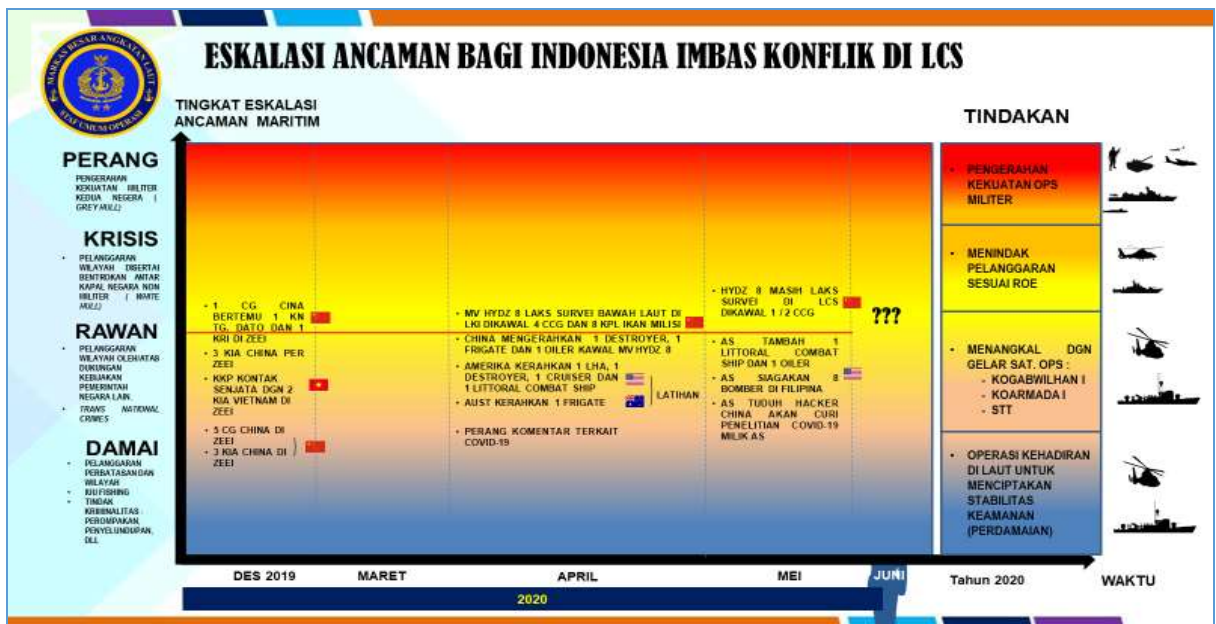 ESKALASI ANCAMAN BAGI INDONESIA IMBAS KONFLIK DI LCS
MARKAS BESAR ANGKATAN LAUT
STAF UMUM OPERASI
TINGKAT ESKALASI
ANCAMAN MARITIM
TINDAKAN
PERANG
PENGERAHAN
KEKUATAN MILITER
KEDUA NEGERA (
GREY HULL)
KRISIS
• PELANGGARAN
WILAYAH DISERTAI
BENTROKAN ANTAR
KAPAL NEGARA NON
MILITER ( WHITE
HULL)
RAWAN
• PELANGGARAN
WILAYAH OLEH/ATAS
DUKUNGAN
KEBIJAKAN
PEMERINTAH
NEGARA LAIN.
• TRANS NATIONAL
CRIMES
DAMAI
• PELANGGARAN
PERBATASAN DAN
WILAYAH
• IUU FISHING
• TINDAK
KRIMINALITAS :
PEROMPAKAN,
PENYELUNDUPAN,
DLL
• 1 CG CINA
BERTEMU 1 KN
TG. DATO DAN 1
KRI DI ZEEI
• 3 KIA CHINA PER
ZEEI
• KKP KONTAK
SENJATA DGN 2
KIA VIETNAM DI
ZEEI
• 5 CG CHINA DI
ZEEI
• 3 KIA CHINA DI
ZEEI
• MV HYDZ 8 LAKS SURVEI BAWAH LAUT DI
LKI DIKAWAL 4 CCG DAN 8 KPL IKAN MILISI
• CHINA MENGERAHKAN 1 DESTROYER, 1
FRIGATE DAN 1 OILER KAWAL MV HYDZ 8
• AMERIKA KERAHKAN 1 LHA, 1
DESTROYER, 1 CRUISER DAN
1 LITTORAL COMBAT SHIP
• AUST KERAHKAN 1 FRIGATE
LATIHAN
• PERANG KOMENTAR TERKAIT
COVID-19
• HYDZ 8 MASIH LAKS
SURVEI DI LCS
DIKAWAL 1 / 2 CCG
• AS TAMBAH 1
LITTORAL COMBAT
SHIP DAN 1 OILER
• AS SIAGAKAN 8
BOMBER DI FILIPINA
• AS TUDUH HACKER
CHINA AKAN CURI
PENELITIAN COVID-19
MILIK AS
???
• PENGERAHAN
KEKUATAN OPS
MILITER
• MENINDAK
PELANGGARAN
SESUAI ROE
• MENANGKAL DGN
GELAR SAT. OPS :
- KOGABWILHAN I
- KOARMADA I
- STT
• OPERASI KEHADIRAN
DI LAUT UNTUK
MENCIPTAKAN
STABILITAS
KEAMANAN
(PERDAMAIAN)
DES 2019 MARET APRIL MEI JUNI Tahun 2020 WAKTU
2020